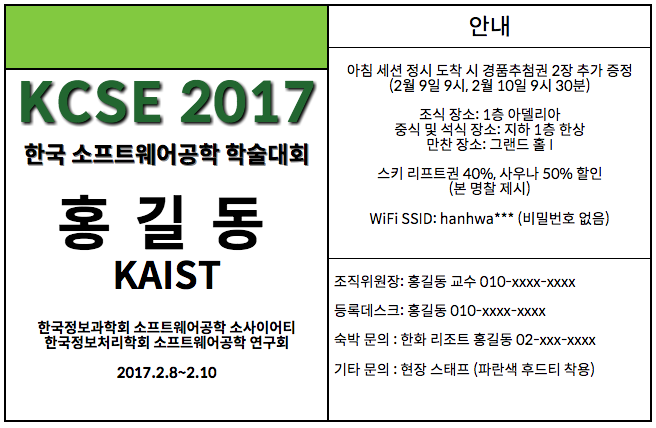 KCSE 2017
한국 소프트웨어공학 학술대회
홍 길 동
KAIST
한국정보과학회 소프트웨어공학 소사이어티
한국정보처리학회 소프트웨어공학 연구회
2017.2.8~2.10
안내
아침 세션 정시 도착 시 경품추첨권 2장 추가 증정
(2월 9일 9시, 2월 10일 9시 30분)
조식 장소: 1층 아델리아
중식 및 석식 장소: 지하 1층 한상
만찬 장소: 그랜드 홀 I
스키 리프트권 40%, 사우나 50% 할인
(본 명찰 제시)
WiFi SSID: hanhwa*** (비밀번호 없음)
조직위원장: 홍길동 교수 010-xxxx-xxxx
등록데스크: 홍길동 010-xxxx-xxxx
숙박 문의 : 한화 리조트 홍길동 02-xxx-xxxx
기타 문의 : 현장 스태프 (파란색 후드티 착용)